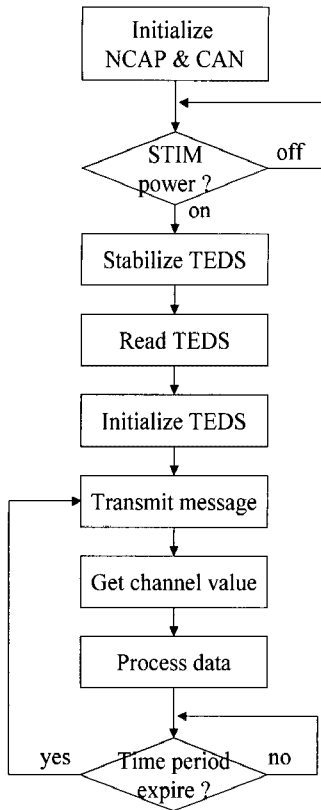 Initialize
NCAP & CAN
STIM
power ?
off
on
Stabilize TEDS
Read TEDS
Initialize TEDS
Transmit message
Get channel value
Process data
yes
Time period
expire ?
no